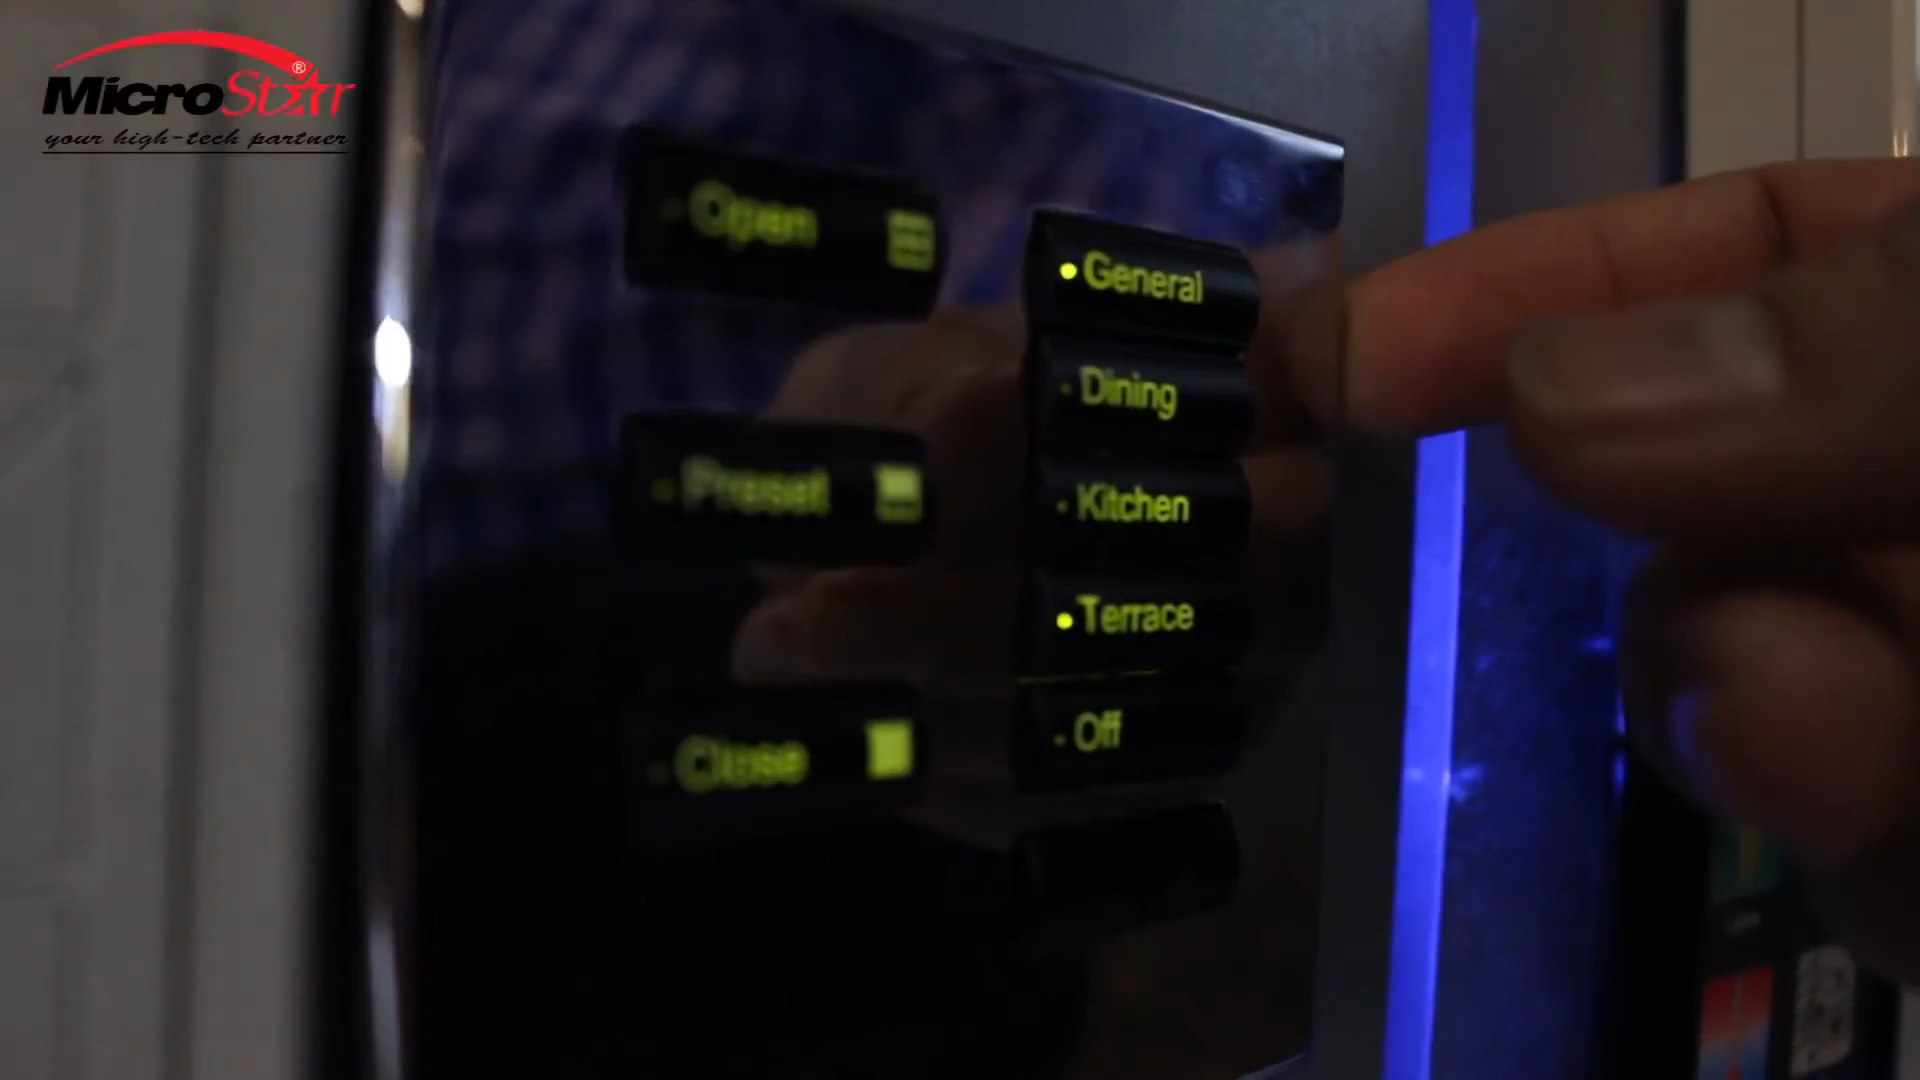 MicroStar®
your high-tech partner
Open
Preset
Close
General
Dining
Kitchen
Terrace
Off